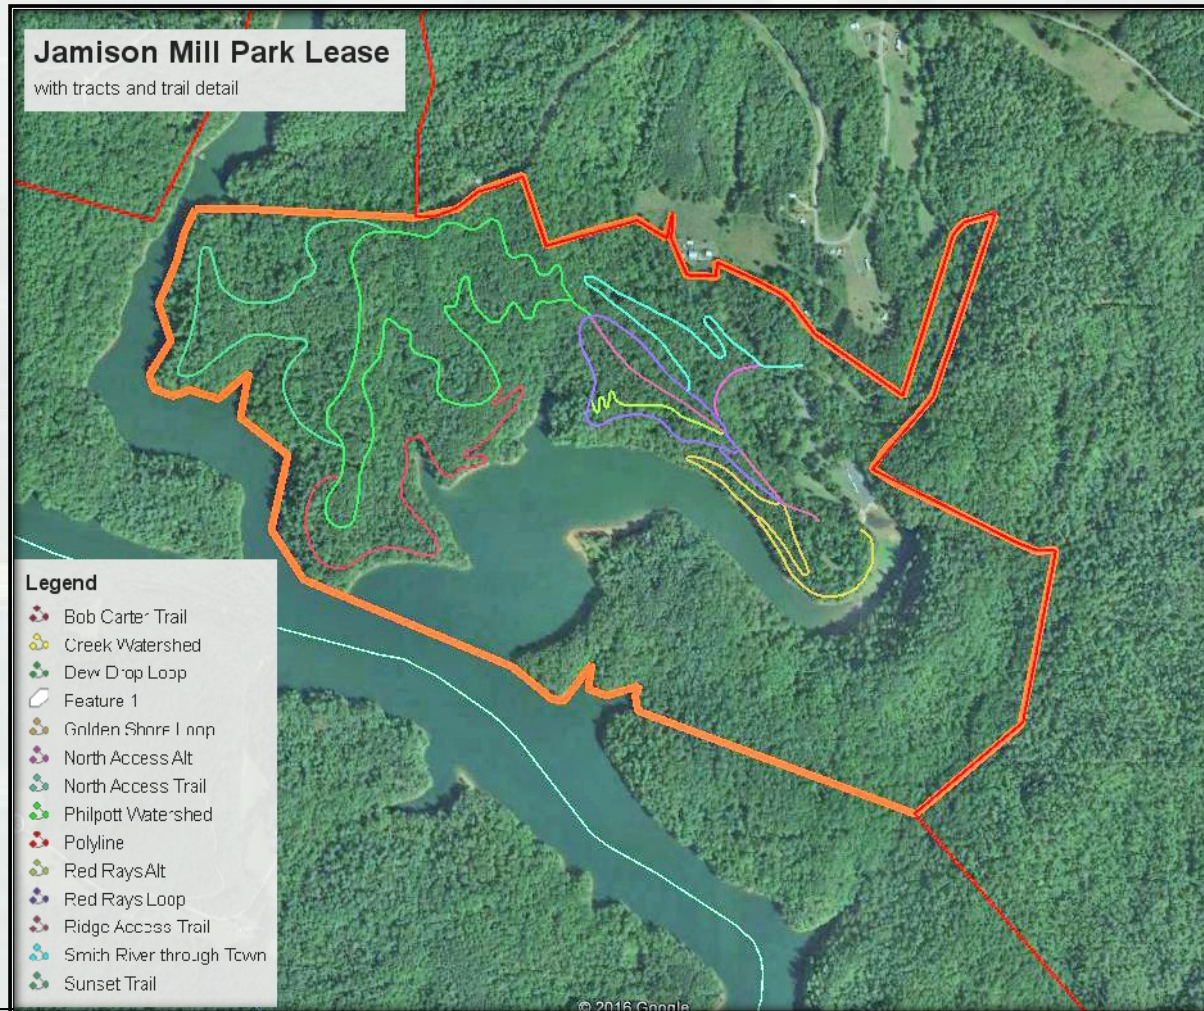 Jamison Mill Park Lease
with tracts and trail detail
Legend
Bob Carter Trail
Creek Watershed
Dew Drop Loop
Feature 1
Golden Shore Loop
North Access Alt
North Access Trail
Philpott Watershed
Polyline
Red Rays Alt
Red Rays Loop
Ridge Access Trail
Smith River through Town
Sunset Trail
© 2016 Google